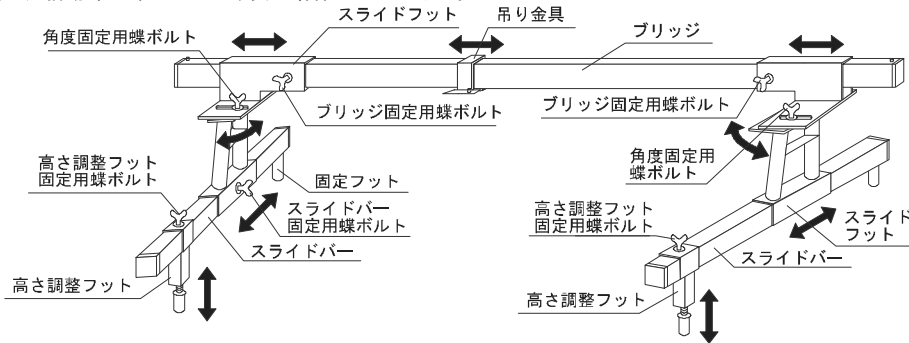 スライドフット
吊り金具
ブリッジ
角度固定用蝶ボルト
ブリッジ固定用蝶ボルト
ブリッジ固定用蝶ボルト
高さ調整フット
固定用蝶ボルト
固定フット
スライドバー
固定用蝶ボルト
スライドバー
高さ調整フット
角度固定用
蝶ボルト
高さ調整フット
固定用蝶ボルト
スライド
フット
スライドバー
高さ調整フット